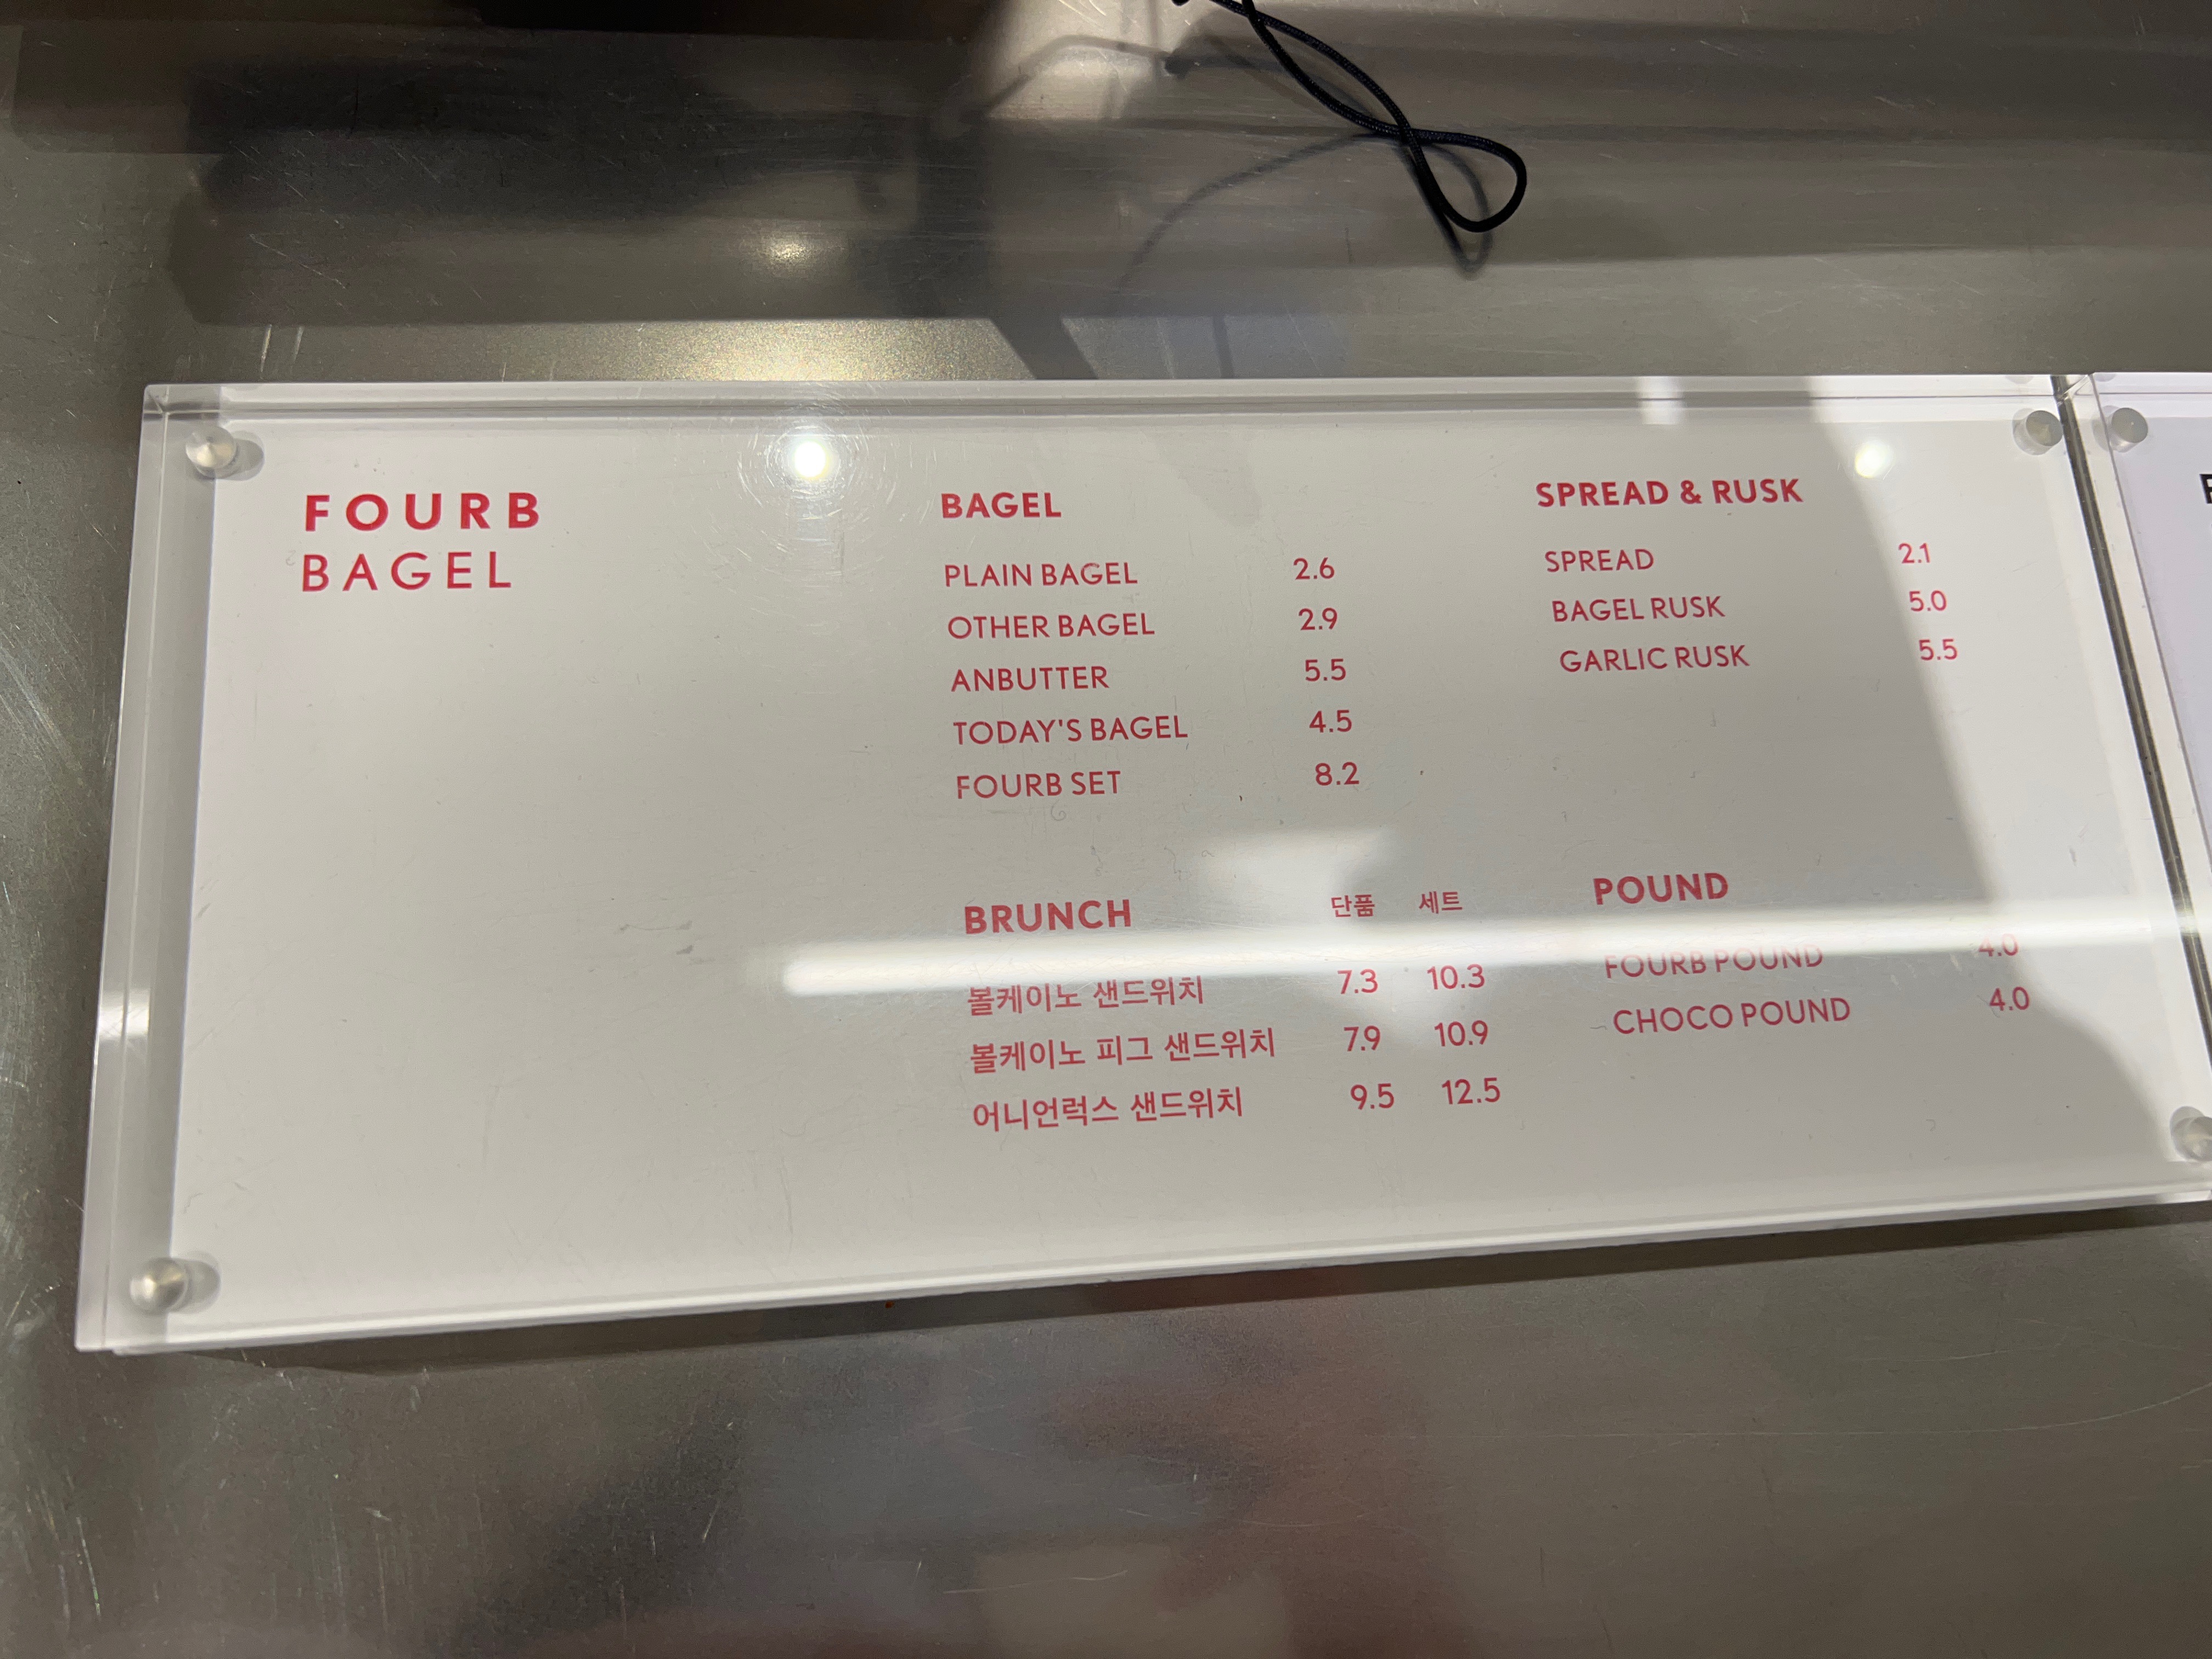 FOURB
BAGEL
BAGEL
PLAIN BAGEL 2.6
OTHER BAGEL 2.9
ANBUTTER 5.5
TODAY'S BAGEL 4.5
FOURB SET 8.2
SPREAD & RUSK
SPREAD 2.1
BAGEL RUSK 5.0
GARLIC RUSK 5.5
BRUNCH 단품 세트
볼케이노 샌드위치 7.3 10.3
볼케이노 피그 샌드위치 7.9 10.9
어니언럭스 샌드위치 9.5 12.5
POUND
FOURB POUND 4.0
CHOCO POUND 4.0